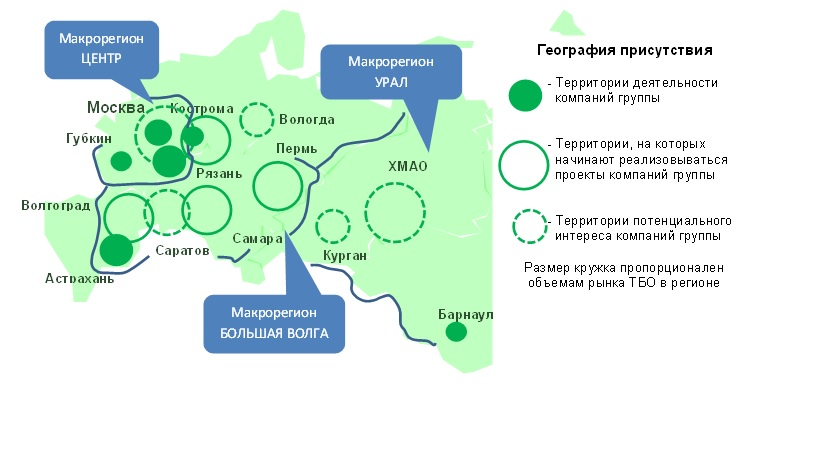 Макрорегион
ЦЕНТР
Макрорегион
УРАЛ
География присутствия
- Территории деятельности
компаний группы
Москва
Кострома
Вологда
Губкин
Пермь
- Территории, на которых
начинают реализовываться
проекты компаний группы
ХМАО
Рязань
Волгоград
- Территории потенциального
интереса компаний группы
Самара
Саратов
Курган
Астрахань
Размер кружка пропорционален
объемам рынка ТБО в регионе
Макрорегион
БОЛЬШАЯ ВОЛГА
Барнаул